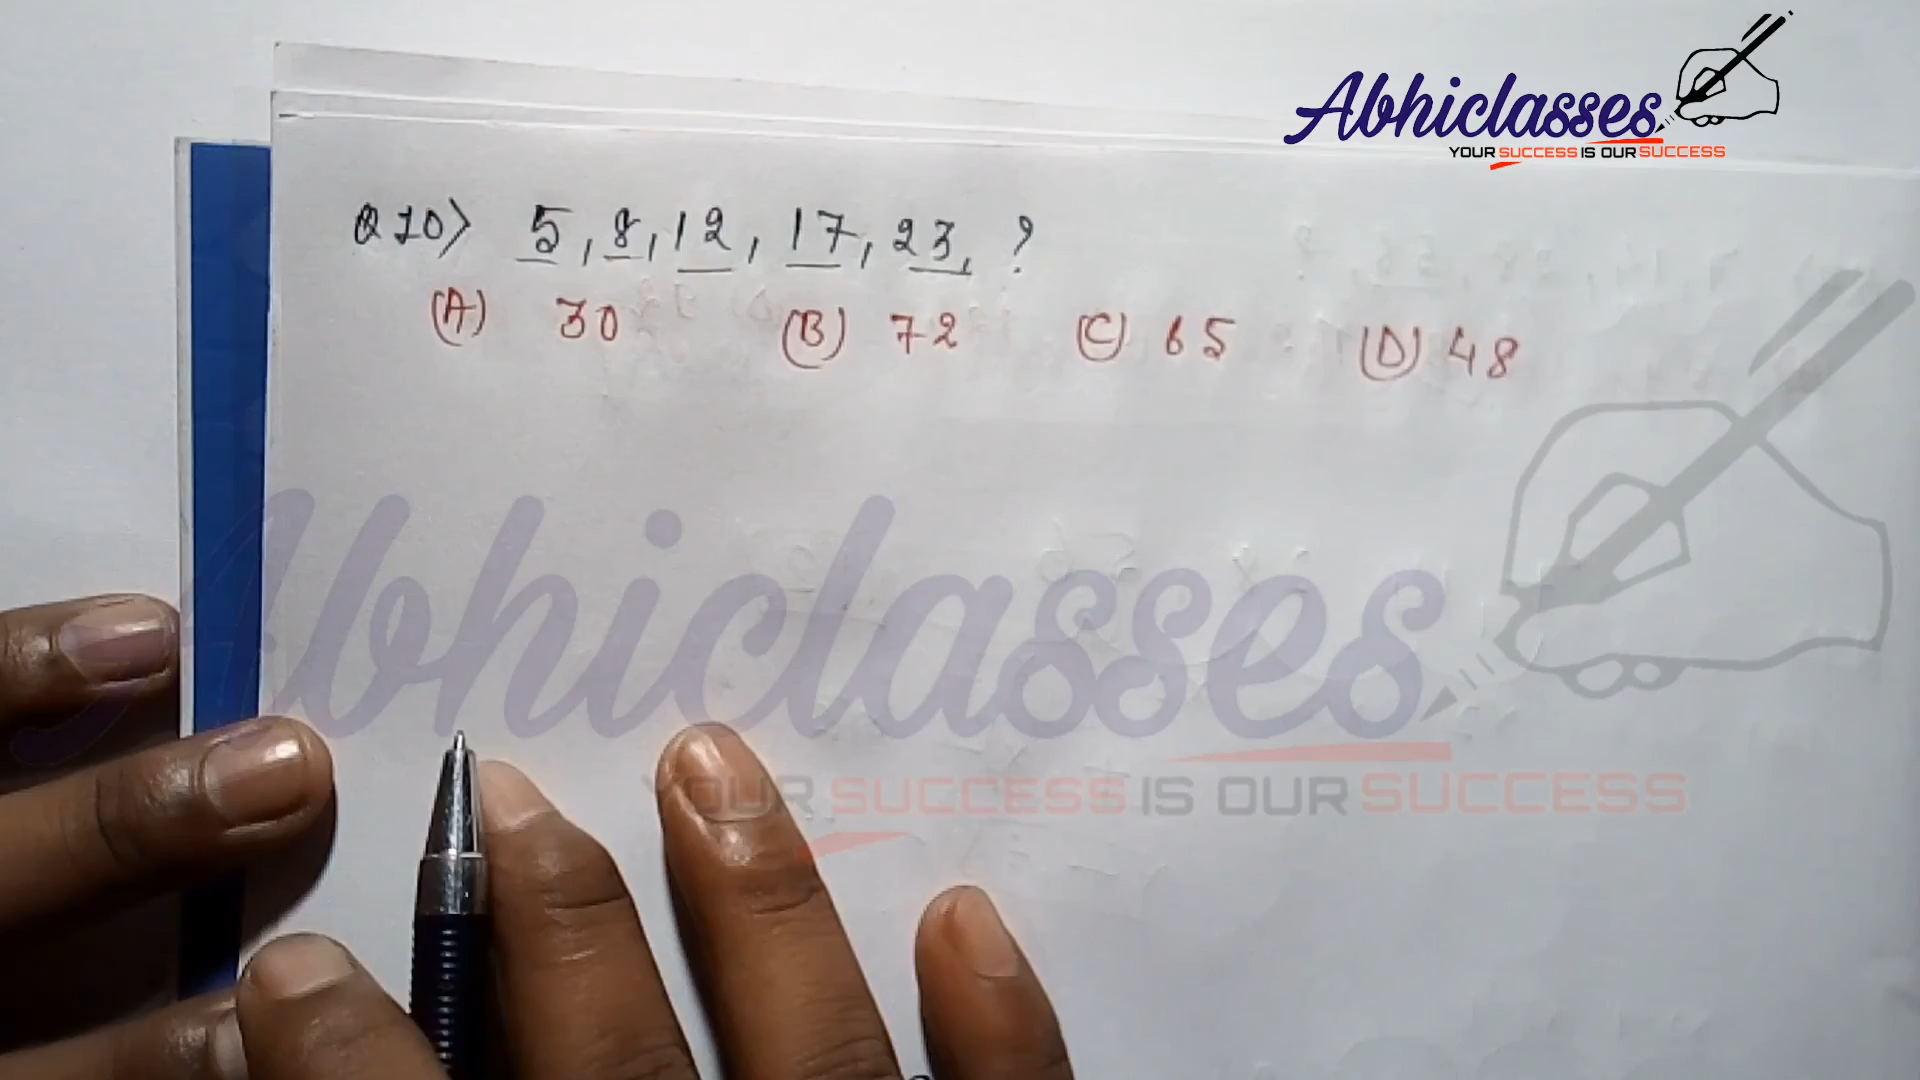 Abhiclasses
YOUR SUCCESS IS OUR SUCCESS
Q10> 5, 8, 12, 17, 23, ?
(A) 30 (B) 72 (C) 65 (D) 48
Abhiclasses
YOUR SUCCESS IS OUR SUCCESS